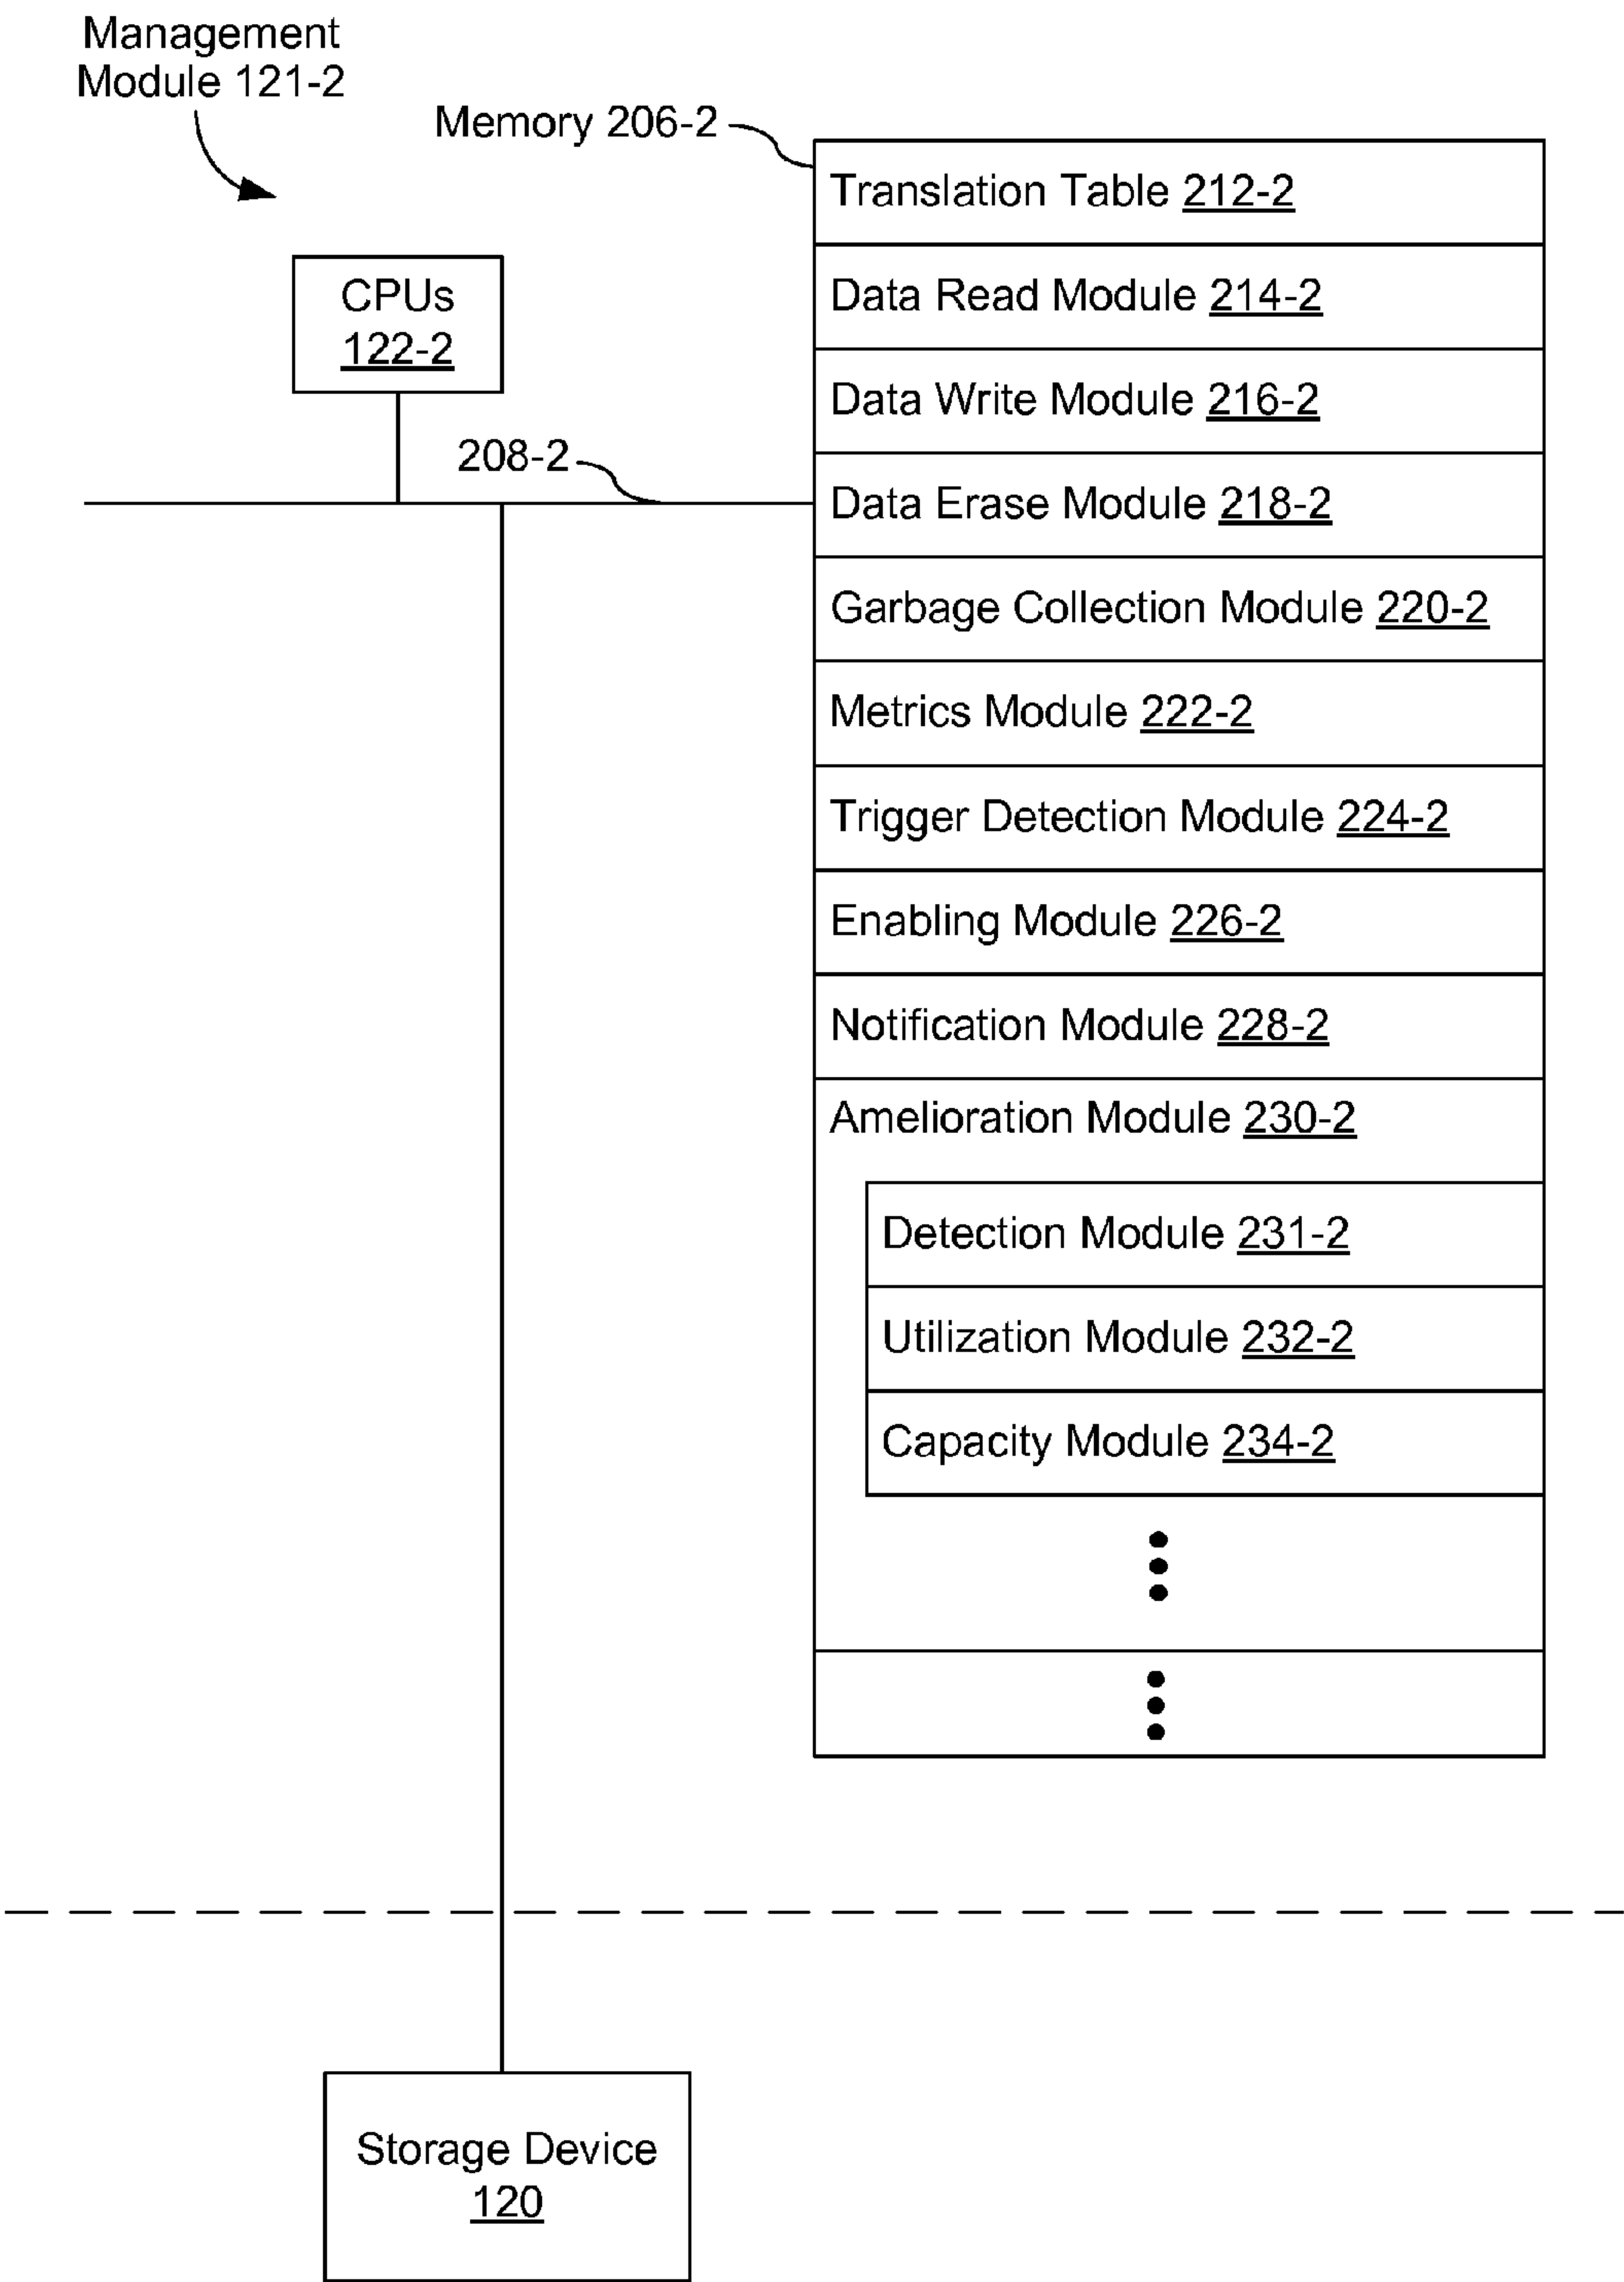 Management
Module 121-2
Memory 206-2
Translation Table 212-2
Data Read Module 214-2
CPUs
122-2
Data Write Module 216-2
208-2
Data Erase Module 218-2
Garbage Collection Module 220-2
Metrics Module 222-2
Trigger Detection Module 224-2
Enabling Module 226-2
Notification Module 228-2
Amelioration Module 230-2
Detection Module 231-2
Utilization Module 232-2
Capacity Module 234-2
Storage Device
120